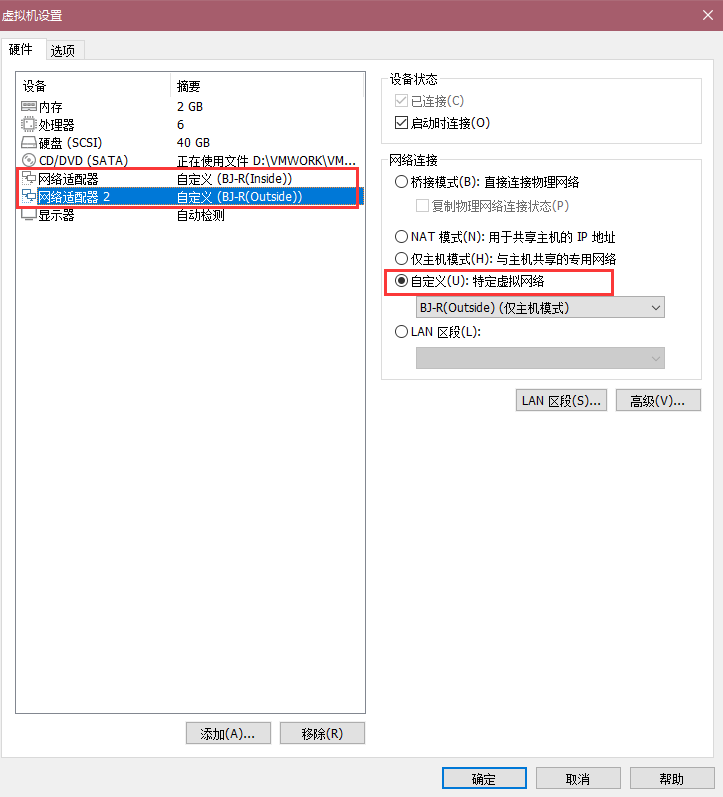 虚拟机设置
硬件 选项
设备 摘要
内存 2 GB
处理器 6
硬盘 (SCSI) 40 GB
CD/DVD (SATA) 正在使用文件 D:\VMWORK\VM...
网络适配器 自定义 (BJ-R(Inside))
网络适配器 2 自定义 (BJ-R(Outside))
显示器 自动检测
添加(A)... 移除(R)
设备状态
已连接(C)
启动时连接(O)
网络连接
桥接模式(B): 直接连接物理网络
复制物理网络连接状态(P)
NAT 模式(N): 用于共享主机的 IP 地址
仅主机模式(H): 与主机共享的专用网络
自定义(U): 特定虚拟网络
BJ-R(Outside) (仅主机模式)
LAN 区段(L):
LAN 区段(S)... 高级(V)...
确定 取消 帮助